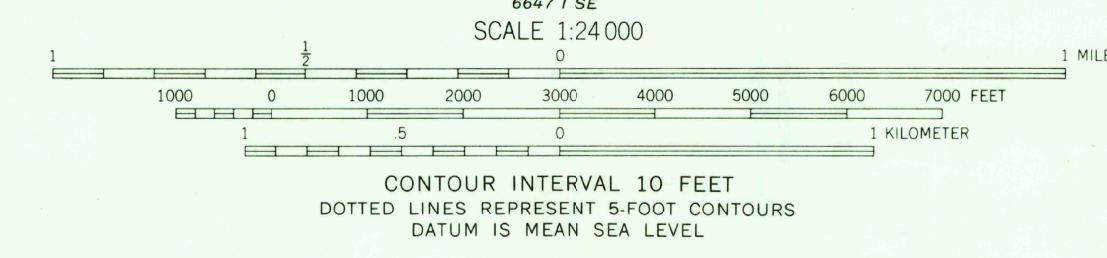 6647 I SE
SCALE 1:24 000
1 ½ 0 1 MILE
1000 0 1000 2000 3000 4000 5000 6000 7000 FEET
1 .5 0 1 KILOMETER
CONTOUR INTERVAL 10 FEET
DOTTED LINES REPRESENT 5-FOOT CONTOURS
DATUM IS MEAN SEA LEVEL